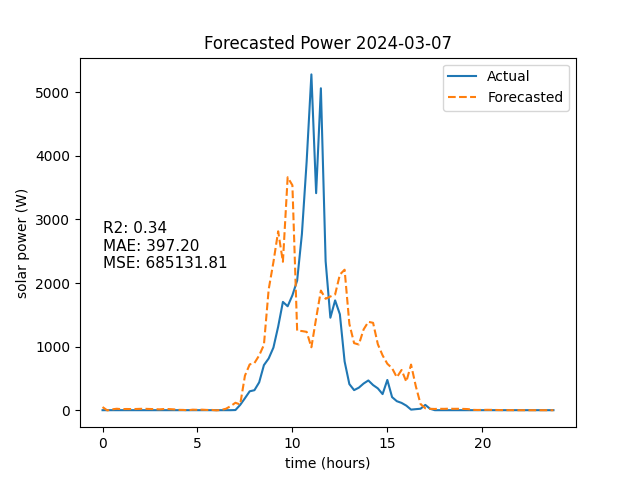 Forecasted Power 2024-03-07
Actual
Forecasted
R2: 0.34
MAE: 397.20
MSE: 685131.81
solar power (W)
5000
4000
3000
2000
1000
0
0 5 10 15 20
time (hours)